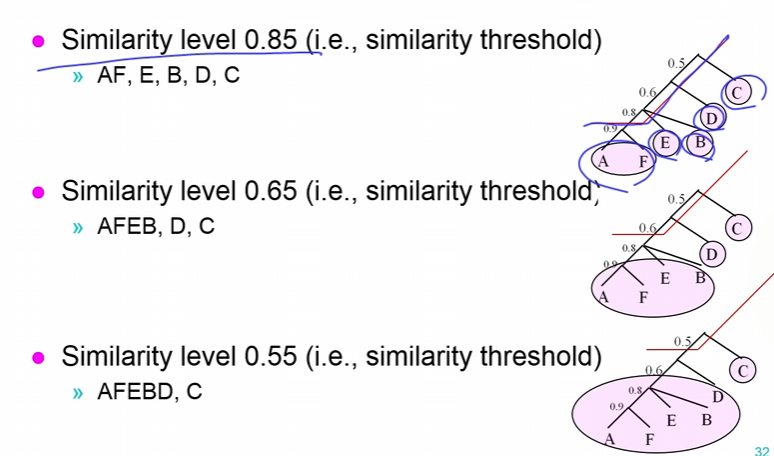 Similarity level 0.85 (i.e., similarity threshold)
» AF, E, B, D, C
0.5
0.6
0.8
0.9
C
D
E B
A F
Similarity level 0.65 (i.e., similarity threshold)
» AFEB, D, C
0.5
0.6
0.8
0.9
C
D
E B
A F
Similarity level 0.55 (i.e., similarity threshold)
» AFEBD, C
0.5
0.6
0.8
0.9
C
D
E B
A F
32